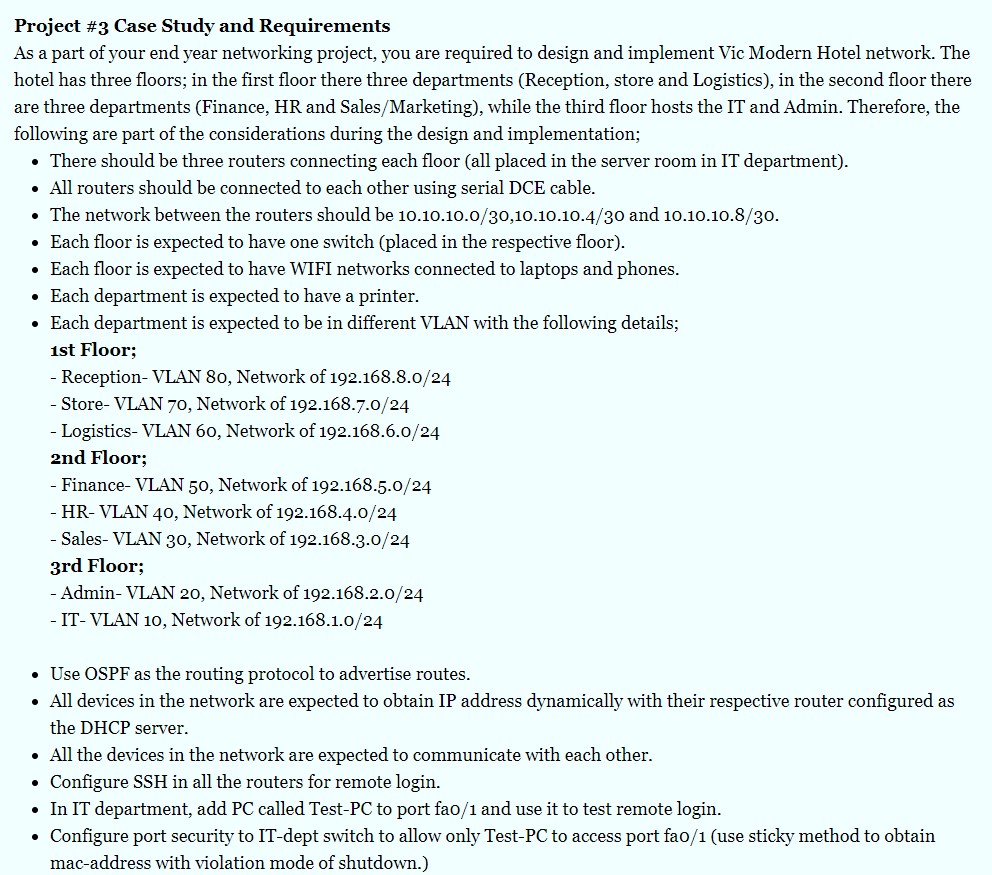 Project #3 Case Study and Requirements
As a part of your end year networking project, you are required to design and implement Vic Modern Hotel network. The
hotel has three floors; in the first floor there three departments (Reception, store and Logistics), in the second floor there
are three departments (Finance, HR and Sales/Marketing), while the third floor hosts the IT and Admin. Therefore, the
following are part of the considerations during the design and implementation;
• There should be three routers connecting each floor (all placed in the server room in IT department).
• All routers should be connected to each other using serial DCE cable.
• The network between the routers should be 10.10.10.0/30,10.10.10.4/30 and 10.10.10.8/30.
• Each floor is expected to have one switch (placed in the respective floor).
• Each floor is expected to have WIFI networks connected to laptops and phones.
• Each department is expected to have a printer.
• Each department is expected to be in different VLAN with the following details;
1st Floor;
- Reception- VLAN 80, Network of 192.168.8.0/24
- Store- VLAN 70, Network of 192.168.7.0/24
- Logistics- VLAN 60, Network of 192.168.6.0/24
2nd Floor;
- Finance- VLAN 50, Network of 192.168.5.0/24
- HR- VLAN 40, Network of 192.168.4.0/24
- Sales- VLAN 30, Network of 192.168.3.0/24
3rd Floor;
- Admin- VLAN 20, Network of 192.168.2.0/24
- IT- VLAN 10, Network of 192.168.1.0/24
• Use OSPF as the routing protocol to advertise routes.
• All devices in the network are expected to obtain IP address dynamically with their respective router configured as
the DHCP server.
• All the devices in the network are expected to communicate with each other.
• Configure SSH in all the routers for remote login.
• In IT department, add PC called Test-PC to port fa0/1 and use it to test remote login.
• Configure port security to IT-dept switch to allow only Test-PC to access port fa0/1 (use sticky method to obtain
mac-address with violation mode of shutdown.)